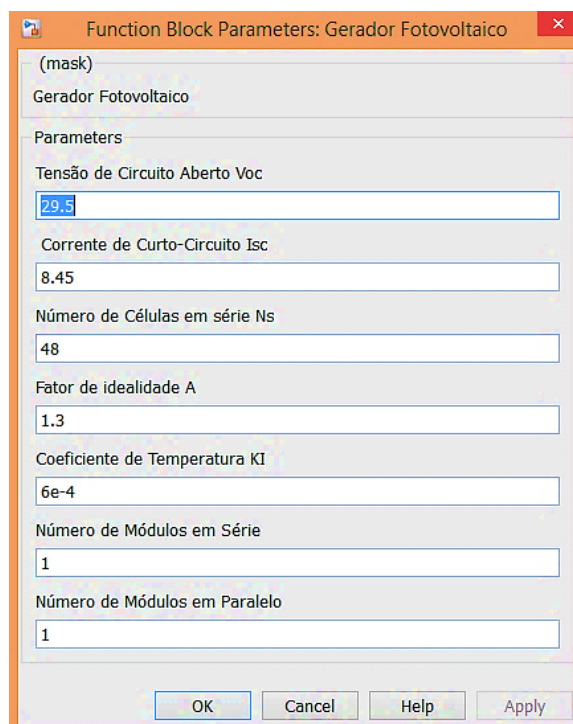 Function Block Parameters: Gerador Fotovoltaico
(mask)
Gerador Fotovoltaico
Parameters
Tensão de Circuito Aberto Voc
29.5
Corrente de Curto-Circuito Isc
8.45
Número de Células em série Ns
48
Fator de idealidade A
1.3
Coeficiente de Temperatura KI
6e-4
Número de Módulos em Série
1
Número de Módulos em Paralelo
1
OK Cancel Help Apply